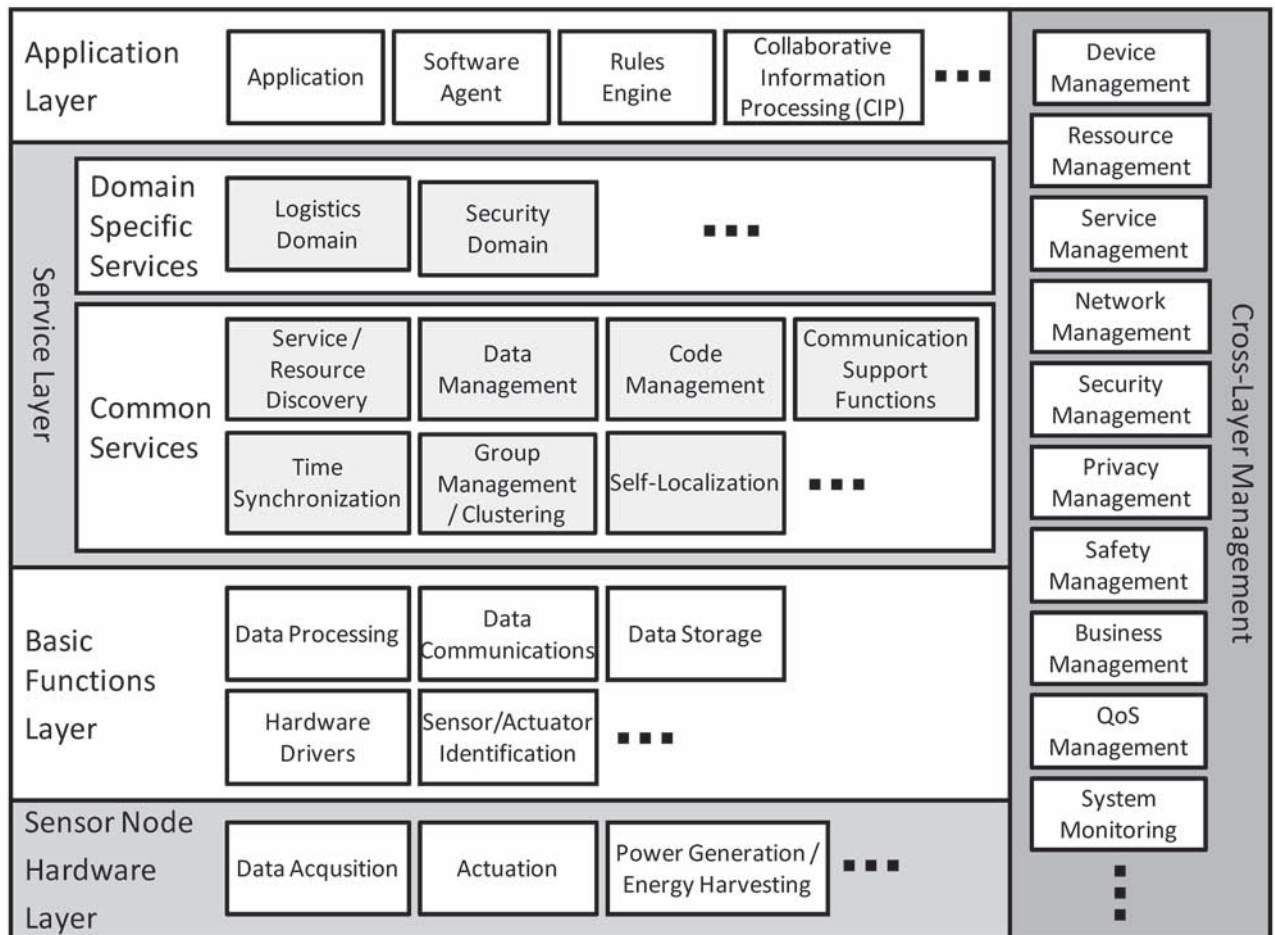 Application
Layer
Application
Software
Agent
Rules
Engine
Collaborative
Information
Processing (CIP)
Service Layer
Domain
Specific
Services
Logistics
Domain
Security
Domain
Common
Services
Service /
Resource
Discovery
Data
Management
Code
Management
Communication
Support
Functions
Time
Synchronization
Group
Management
/ Clustering
Self-Localization
Basic
Functions
Layer
Data Processing
Data
Communications
Data Storage
Hardware
Drivers
Sensor/Actuator
Identification
Sensor Node
Hardware
Layer
Data Acqusition
Actuation
Power Generation /
Energy Harvesting
Cross-Layer Management
Device
Management
Ressource
Management
Service
Management
Network
Management
Security
Management
Privacy
Management
Safety
Management
Business
Management
QoS
Management
System
Monitoring